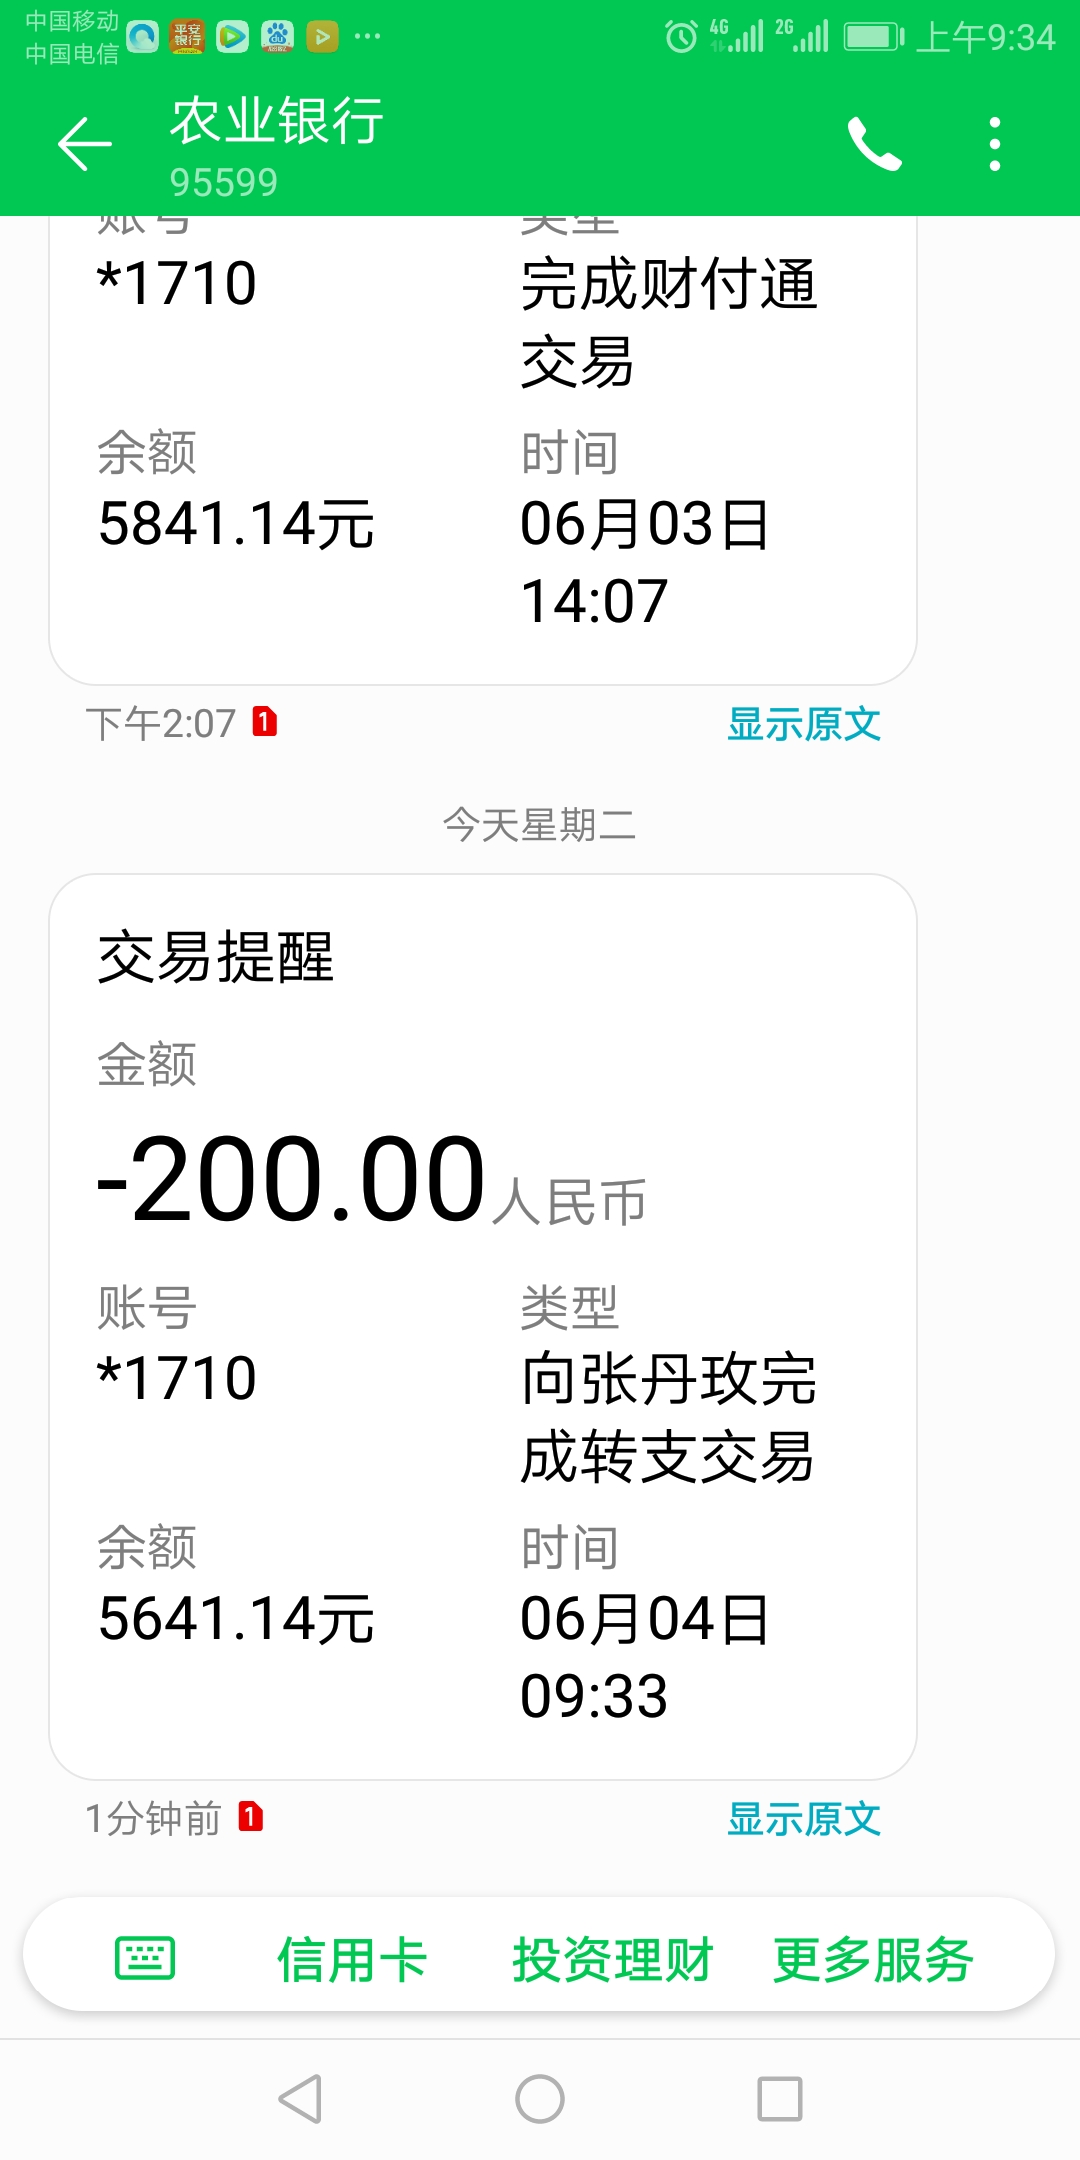 中国移动
中国电信
4G
2G
上午9:34
农业银行
95599
账号
类型
*1710
完成财付通
交易
余额
时间
5841.14元
06月03日
14:07
下午2:07
1
显示原文
今天星期二
交易提醒
金额
-200.00人民币
账号
类型
*1710
向张丹玫完
成转支交易
余额
时间
5641.14元
06月04日
09:33
1分钟前
1
显示原文
信用卡
投资理财
更多服务